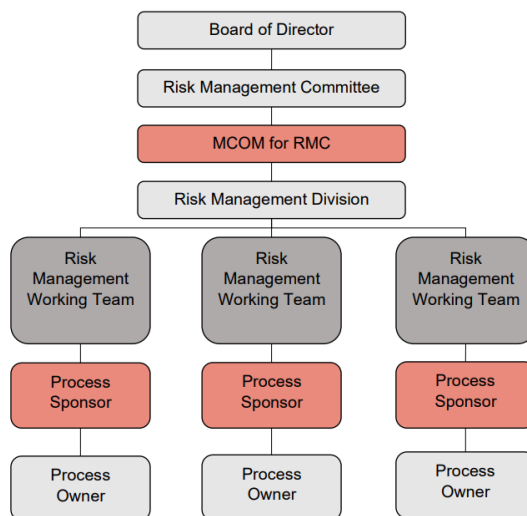 Board of Director
Risk Management Committee
MCOM for RMC
Risk Management Division
Risk
Management
Working Team
Risk
Management
Working Team
Risk
Management
Working Team
Process
Sponsor
Process
Sponsor
Process
Sponsor
Process
Owner
Process
Owner
Process
Owner